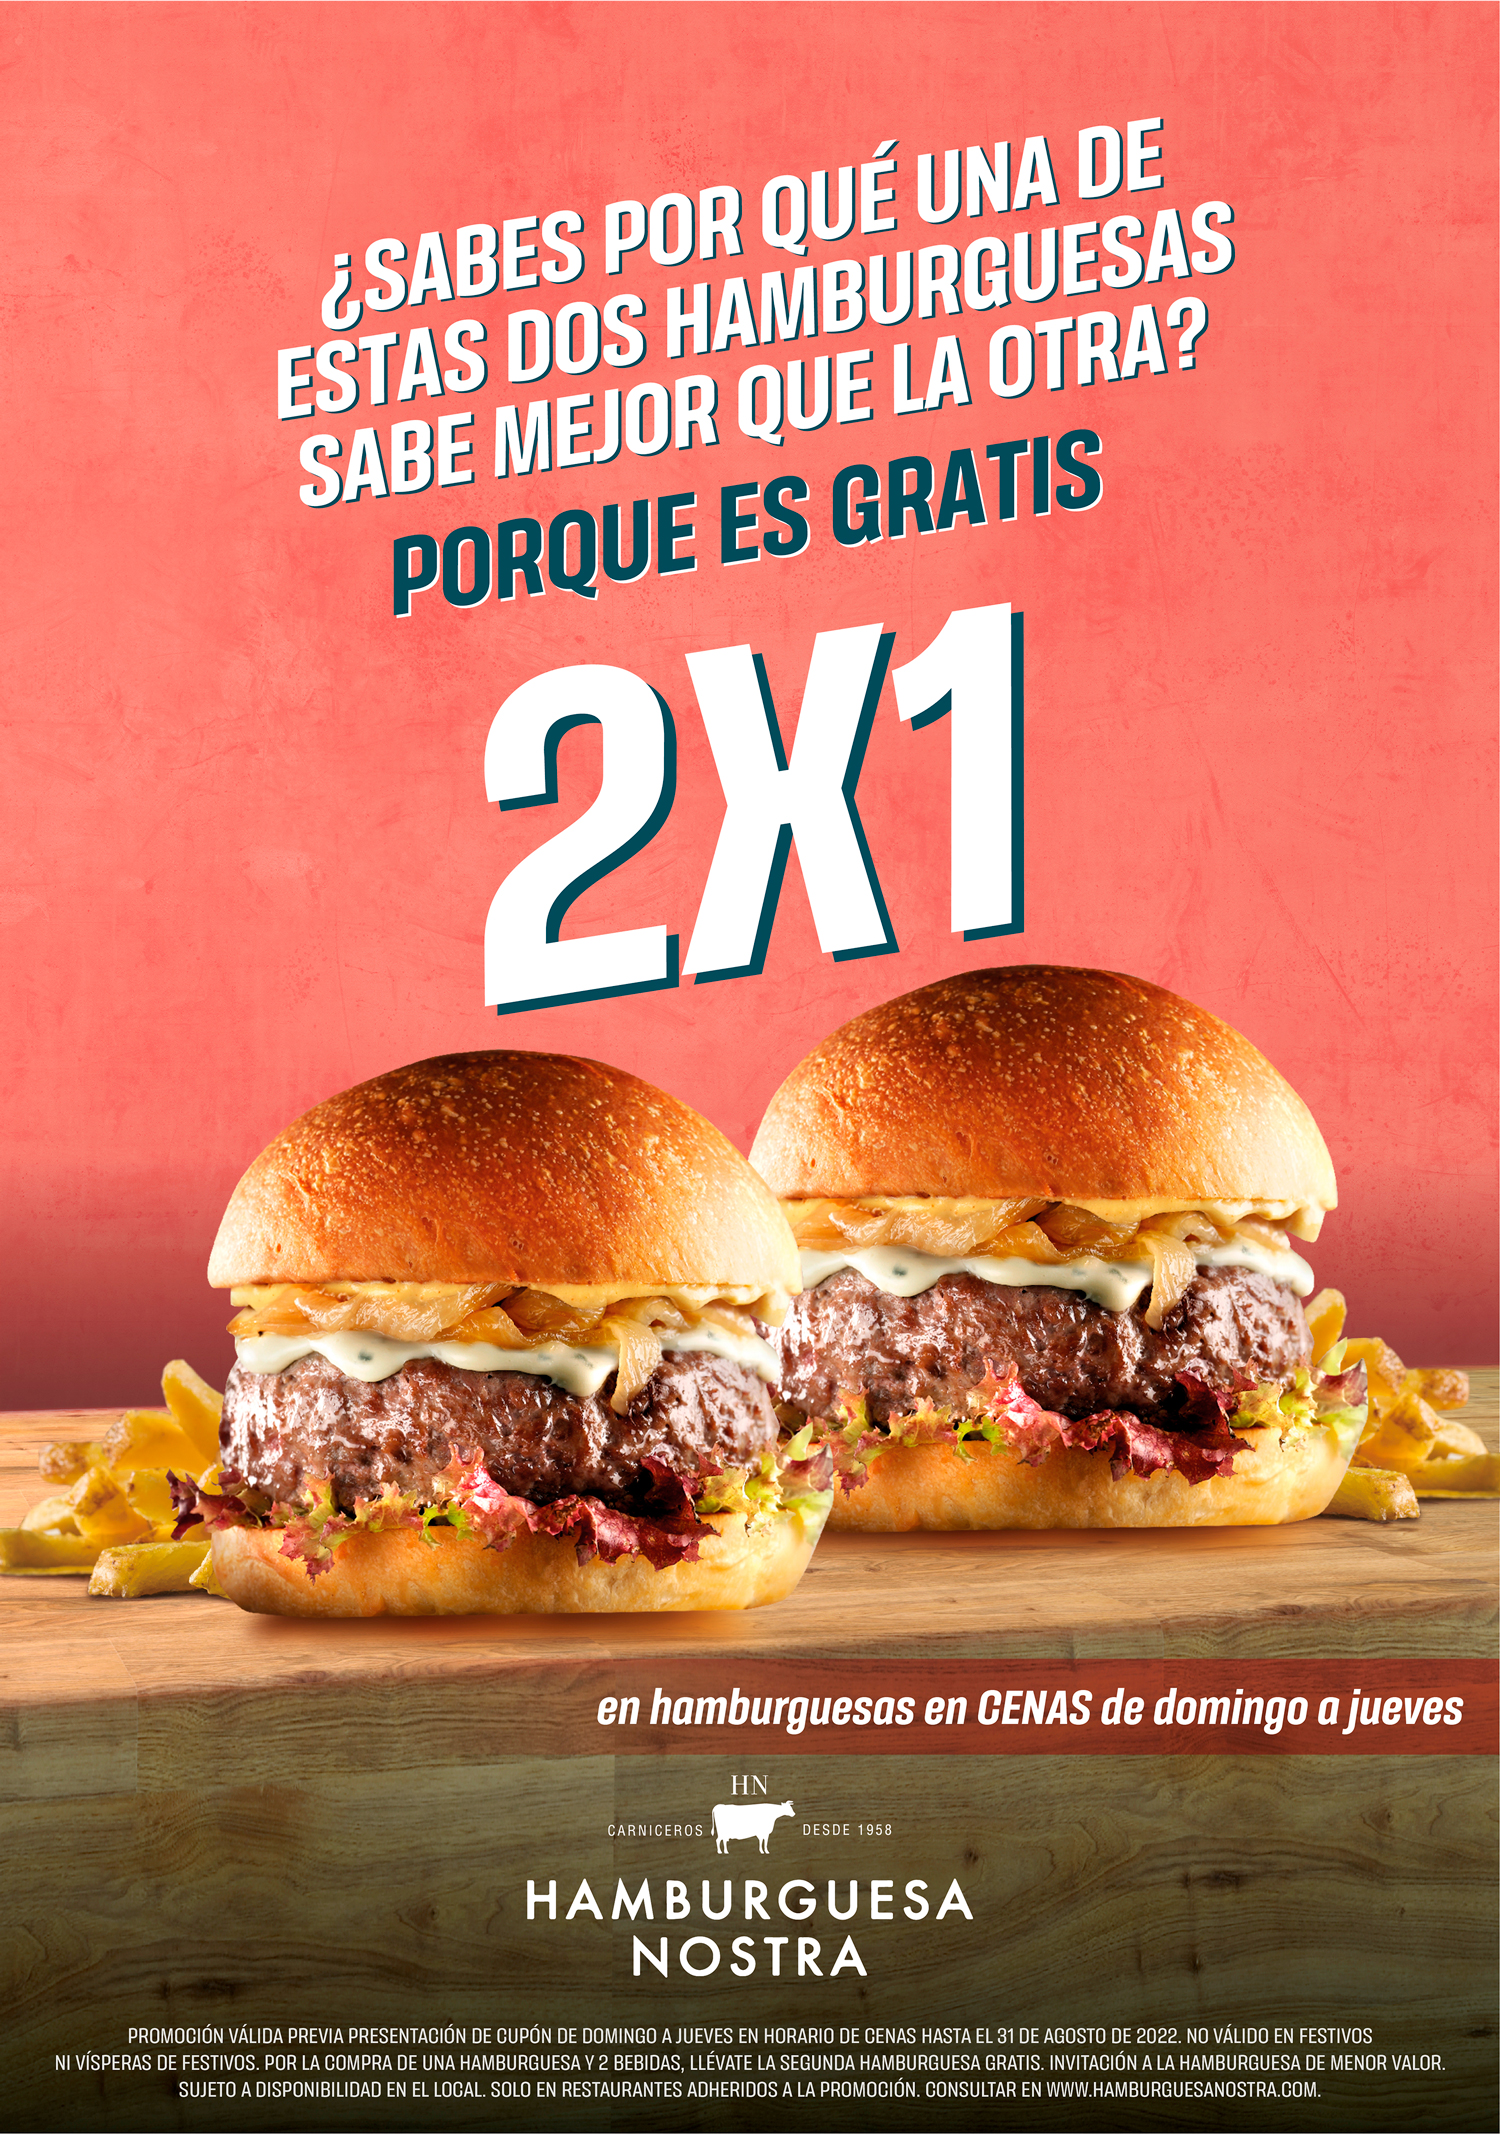 ¿SABES POR QUÉ UNA DE
ESTAS DOS HAMBURGUESAS
SABE MEJOR QUE LA OTRA?
PORQUE ES GRATIS
2X1
en hamburguesas en CENAS de domingo a jueves
HN
CARNICEROS DESDE 1958
HAMBURGUESA
NOSTRA
PROMOCIÓN VÁLIDA PREVIA PRESENTACIÓN DE CUPÓN DE DOMINGO A JUEVES EN HORARIO DE CENAS HASTA EL 31 DE AGOSTO DE 2022. NO VÁLIDO EN FESTIVOS
NI VÍSPERAS DE FESTIVOS. POR LA COMPRA DE UNA HAMBURGUESA Y 2 BEBIDAS, LLÉVATE LA SEGUNDA HAMBURGUESA GRATIS. INVITACIÓN A LA HAMBURGUESA DE MENOR VALOR.
SUJETO A DISPONIBILIDAD EN EL LOCAL. SOLO EN RESTAURANTES ADHERIDOS A LA PROMOCIÓN. CONSULTAR EN WWW.HAMBURGUESANOSTRA.COM.